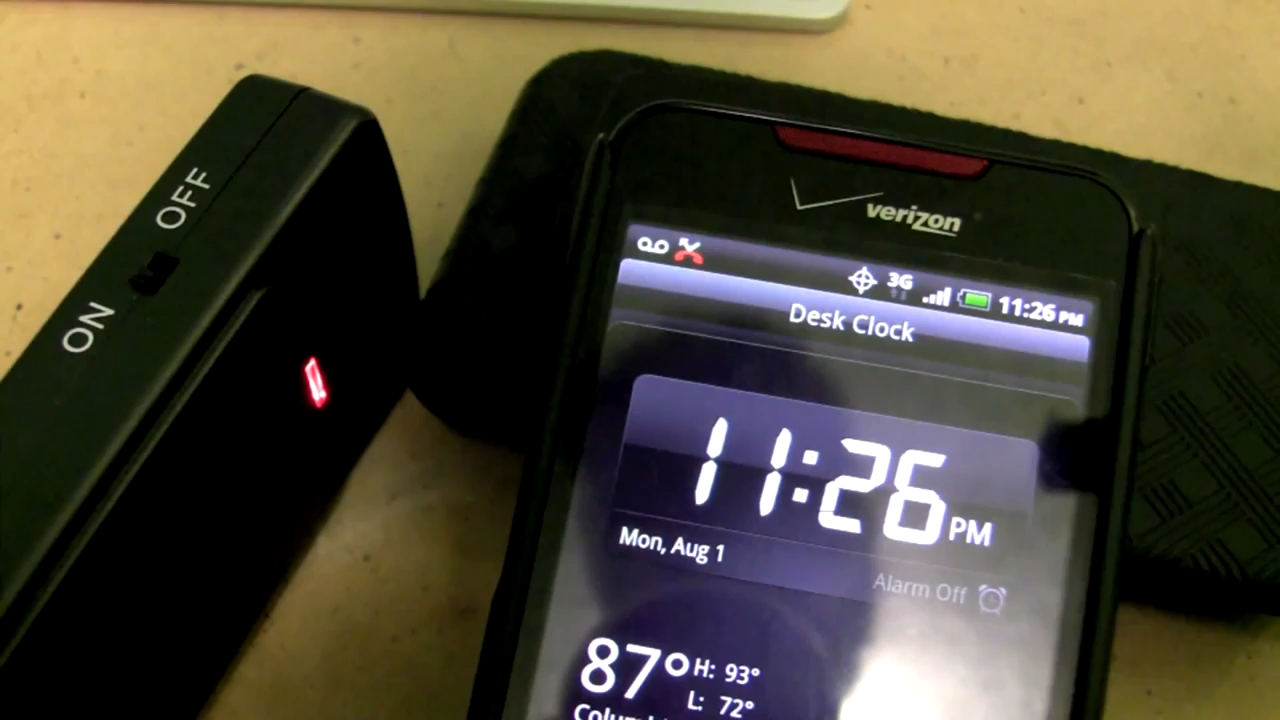 ON OFF
verizon
3G 11:26 PM
Desk Clock
11:26 PM
Mon, Aug 1
Alarm Off
87° H: 93°
L: 72°